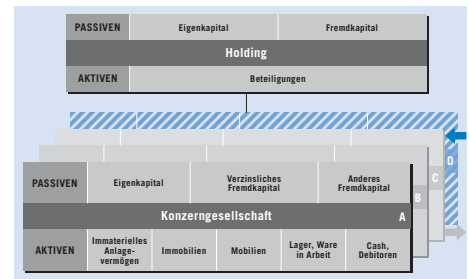 PASSIVEN Eigenkapital Fremdkapital
Holding
AKTIVEN Beteiligungen
D
C
B
PASSIVEN Eigenkapital Verzinsliches Fremdkapital Anderes Fremdkapital
Konzerngesellschaft A
AKTIVEN Immaterielles Anlage- vermögen Immobilien Mobilien Lager, Ware in Arbeit Cash, Debitoren